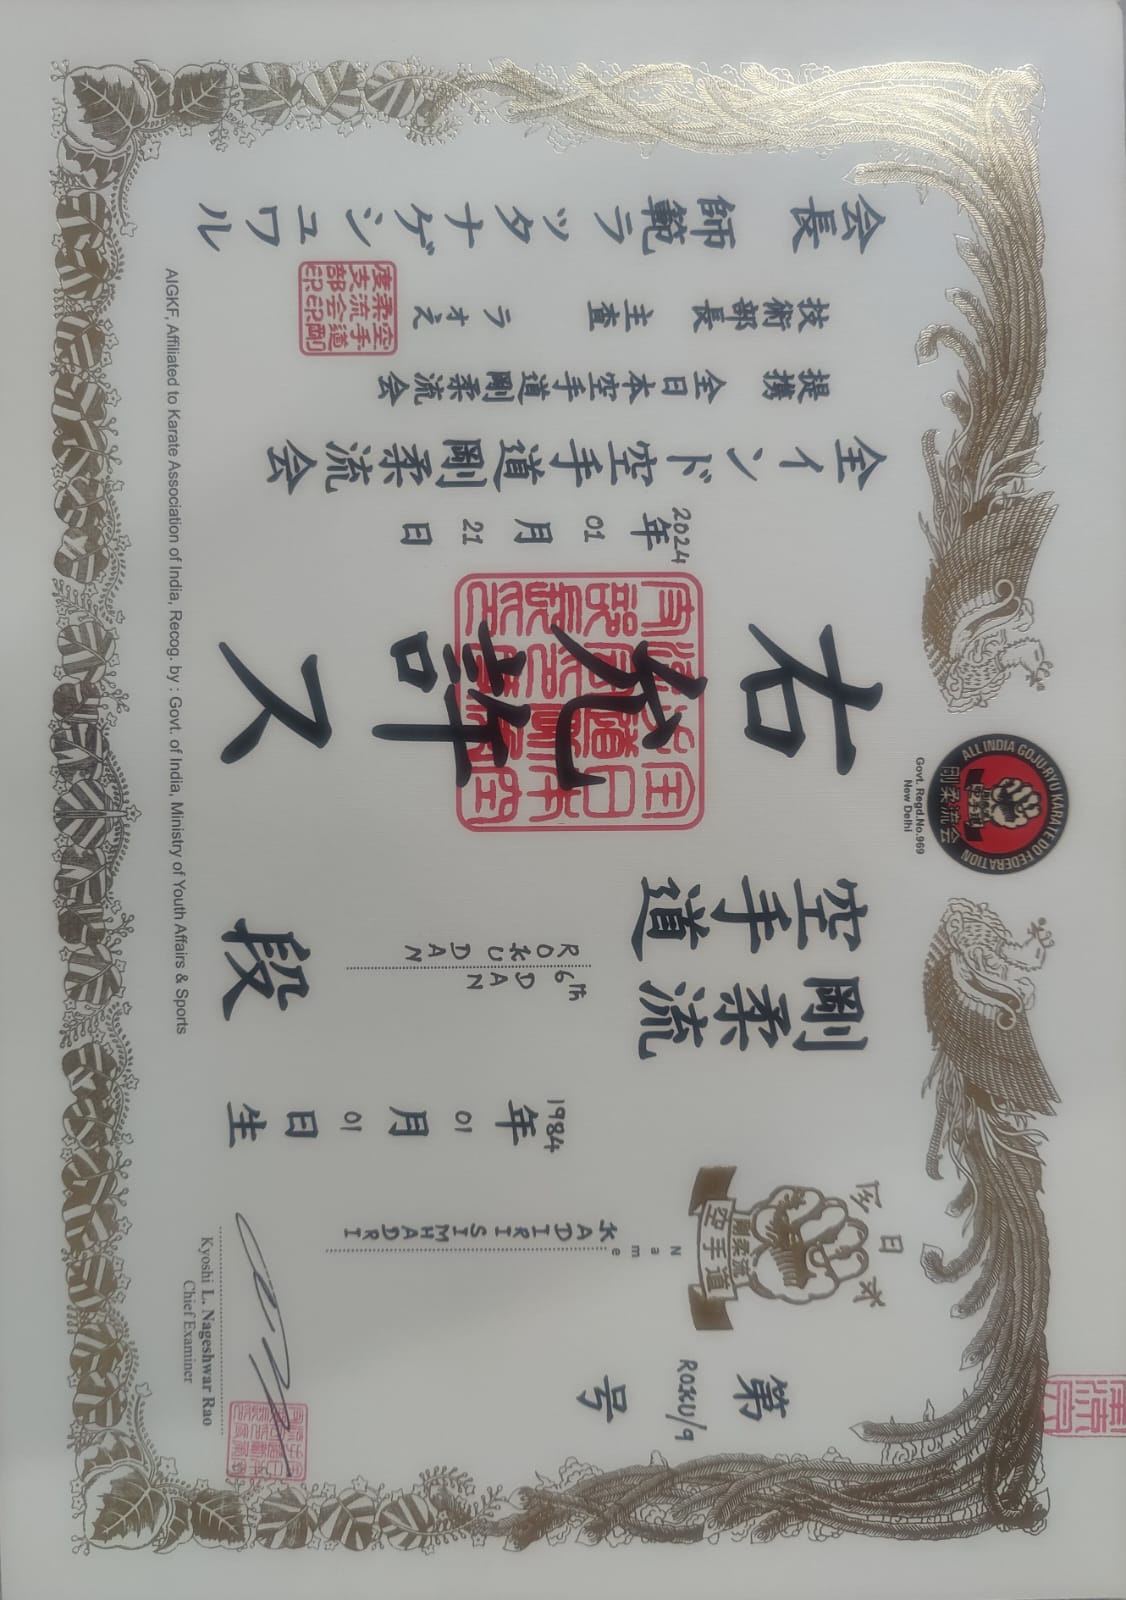 ALL INDIA GOJU-RYU KARATE DO FEDERATION
剛柔流会
Govt. Regd.No.969
New Delhi
全日本
剛柔流
空手道
第
ROKU/9
号
Name
KADIRI SIMHADRI
1984年01月01日生
剛柔流
空手道
6th DAN
ROKUDAN
段
右允許ス
2024年01月21日
全インド空手道剛柔流会
提携 全日本空手道剛柔流会
技術部長 主査 ラオえ
会長 師範ラッタナゲシュワル
Kyoshi L. Nageshwar Rao
Chief Examiner
AIGKF, Affiliated to Karate Association of India, Recog. by : Govt. of India, Ministry of Youth Affairs & Sports